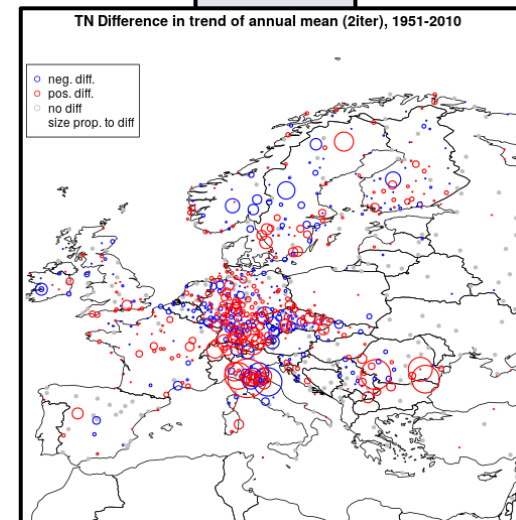 TN Difference in trend of annual mean (2iter), 1951-2010
neg. diff.
pos. diff.
no diff
size prop. to diff